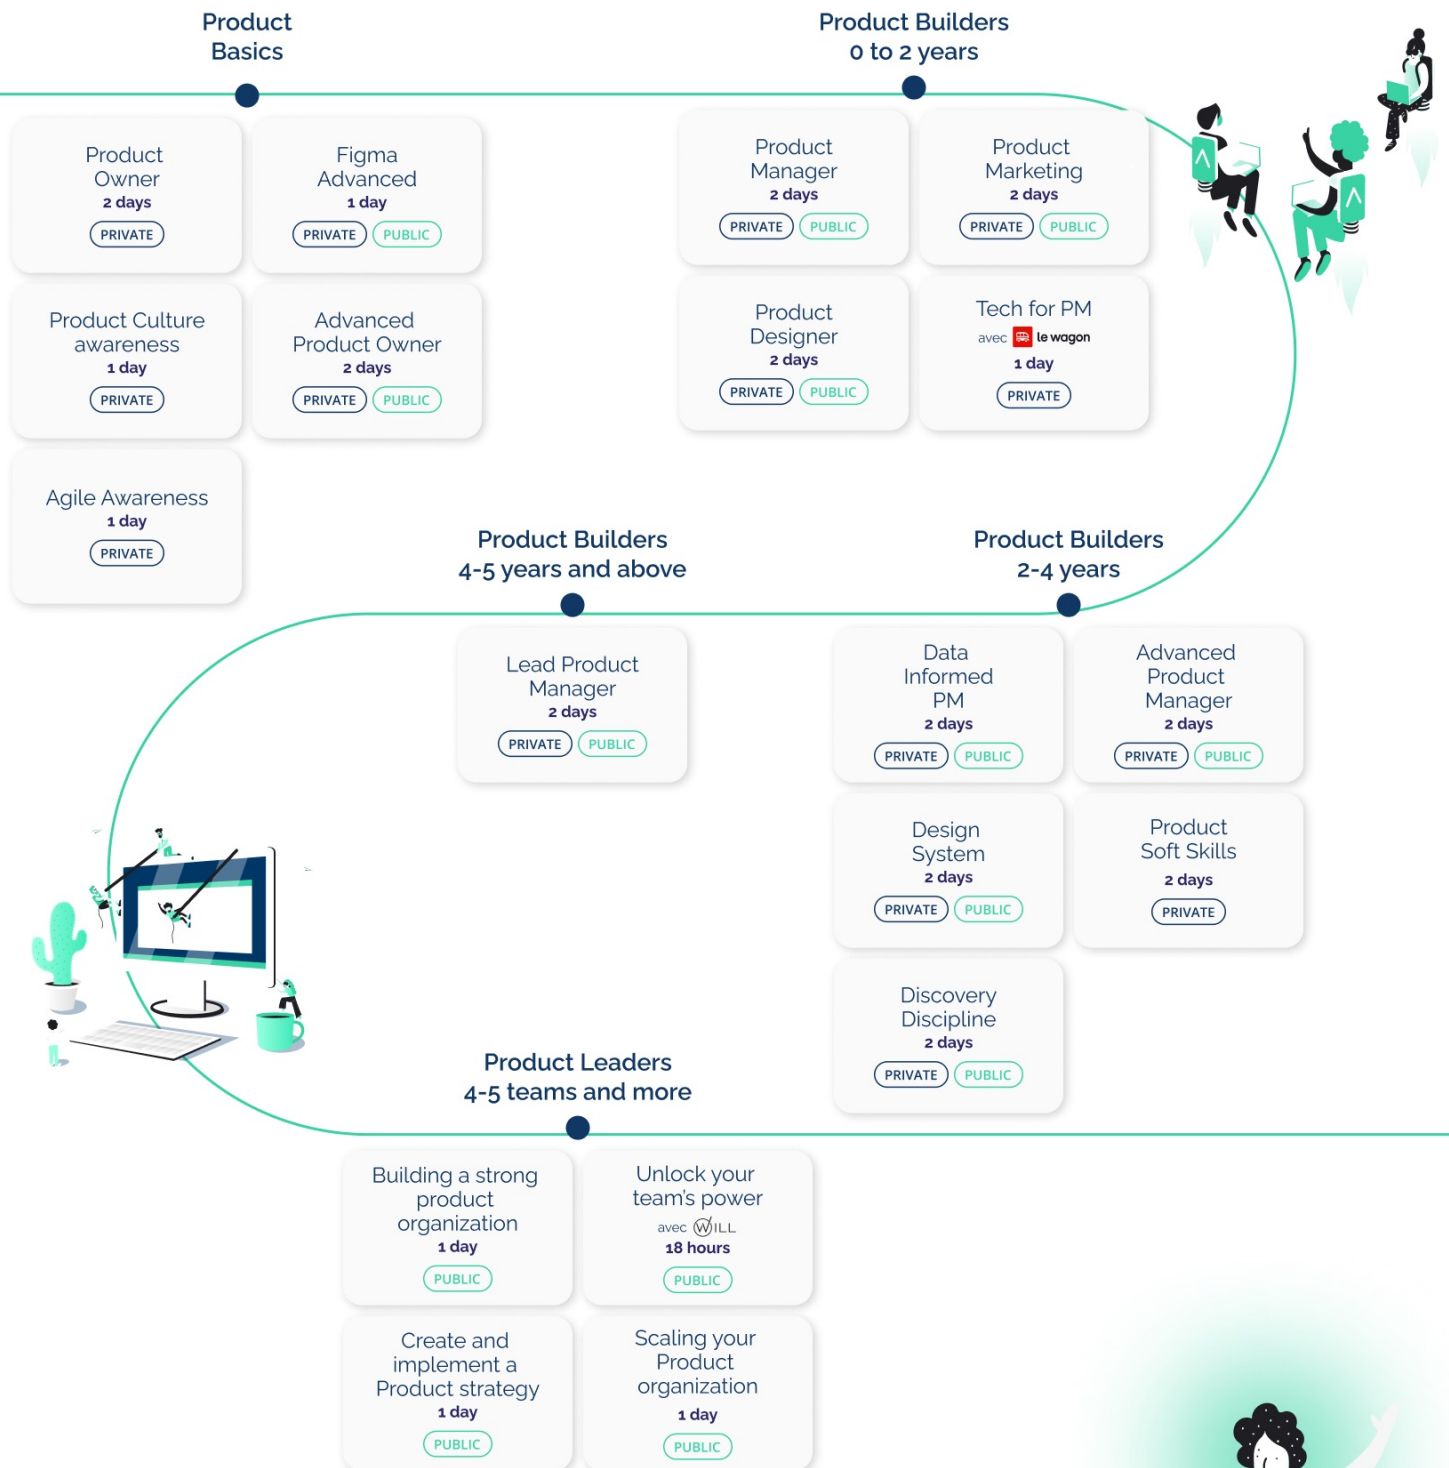 Product
Basics
Product Builders
0 to 2 years
Product
Owner
2 days
PRIVATE
Figma
Advanced
1 day
PRIVATE PUBLIC
Product Culture
awareness
1 day
PRIVATE
Advanced
Product Owner
2 days
PRIVATE PUBLIC
Agile Awareness
1 day
PRIVATE
Product
Manager
2 days
PRIVATE PUBLIC
Product
Marketing
2 days
PRIVATE PUBLIC
Product
Designer
2 days
PRIVATE PUBLIC
Tech for PM
avec le wagon
1 day
PRIVATE
Product Builders
4-5 years and above
Lead Product
Manager
2 days
PRIVATE PUBLIC
Product Builders
2-4 years
Data
Informed
PM
2 days
PRIVATE PUBLIC
Advanced
Product
Manager
2 days
PRIVATE PUBLIC
Design
System
2 days
PRIVATE PUBLIC
Product
Soft Skills
2 days
PRIVATE
Discovery
Discipline
2 days
PRIVATE PUBLIC
Product Leaders
4-5 teams and more
Building a strong
product
organization
1 day
PUBLIC
Unlock your
team's power
avec WILL
18 hours
PUBLIC
Create and
implement a
Product strategy
1 day
PUBLIC
Scaling your
Product
organization
1 day
PUBLIC